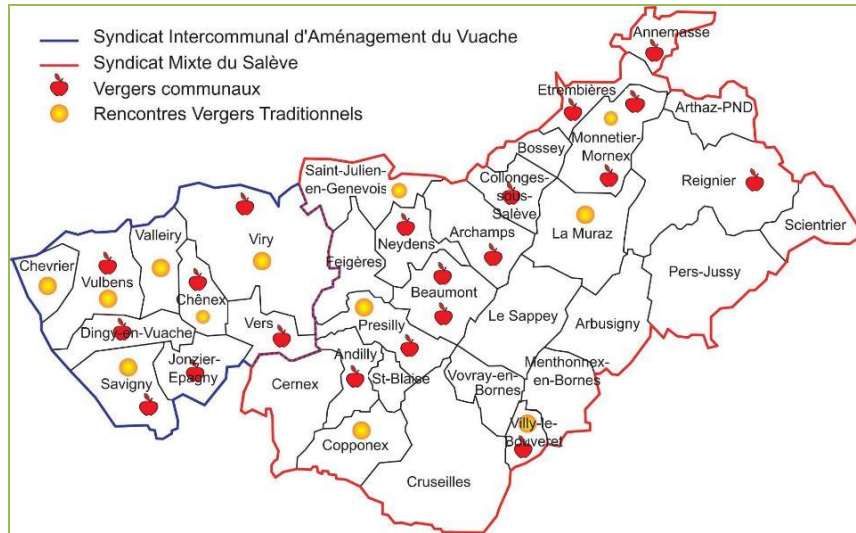 Syndicat Intercommunal d'Aménagement du Vuache
Syndicat Mixte du Salève
Vergers communaux
Rencontres Vergers Traditionnels
Annemasse
Etrembières
Arthaz-PND
Monnetier-
Mornex
Bossey
Saint-Julien-
en-Genevois
Collonges-
sous-
Salève
Reignier
Viry
Valleiry
Neydens
Archamps
La Muraz
Scientrier
Chevrier
Vulbens
Feigères
Pers-Jussy
Chênex
Beaumont
Le Sappey
Arbusigny
Dingy-en-Vuache
Vers
Presilly
Jonzier-
Epagny
Andilly
Savigny
Cernex
St-Blaise
Vovray-en-
Bornes
Menthonnex-
en-Bornes
Villy-le-
Bouveret
Copponex
Cruseilles